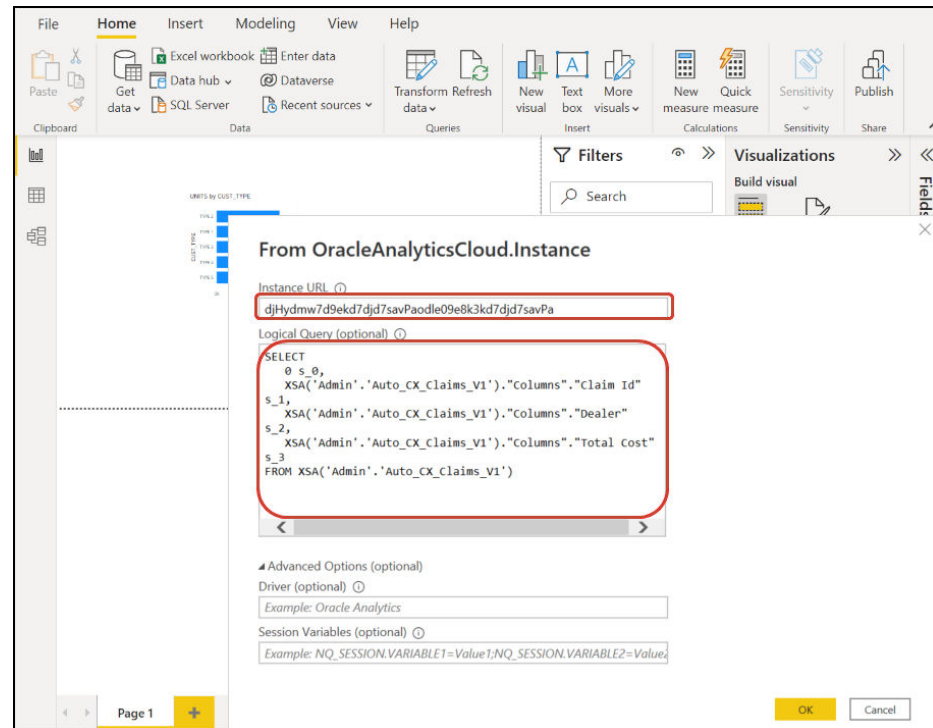 File Home Insert Modeling View Help
Paste
Get data
Excel workbook
Data hub
SQL Server
Enter data
Dataverse
Recent sources
Transform data
Refresh
New visual
Text box
More visuals
New measure
Quick measure
Sensitivity
Publish
Clipboard Data Queries Insert Calculations Sensitivity Share
Filters
Search
Visualizations
Build visual
Fields
UNITS by CUST_TYPE
CUST_TYPE
From OracleAnalyticsCloud.Instance
Instance URL
djHydmw7d9ekd7djd7savPaodle09e8k3kd7djd7savPa
Logical Query (optional)
SELECT
0 s_0,
XSA('Admin'.'Auto_CX_Claims_V1')."Columns"."Claim Id"
s_1,
XSA('Admin'.'Auto_CX_Claims_V1')."Columns"."Dealer"
s_2,
XSA('Admin'.'Auto_CX_Claims_V1')."Columns"."Total Cost"
s_3
FROM XSA('Admin'.'Auto_CX_Claims_V1')
Advanced Options (optional)
Driver (optional)
Example: Oracle Analytics
Session Variables (optional)
Example: NQ_SESSION.VARIABLE1=Value1;NQ_SESSION.VARIABLE2=Value2
Page 1
OK Cancel